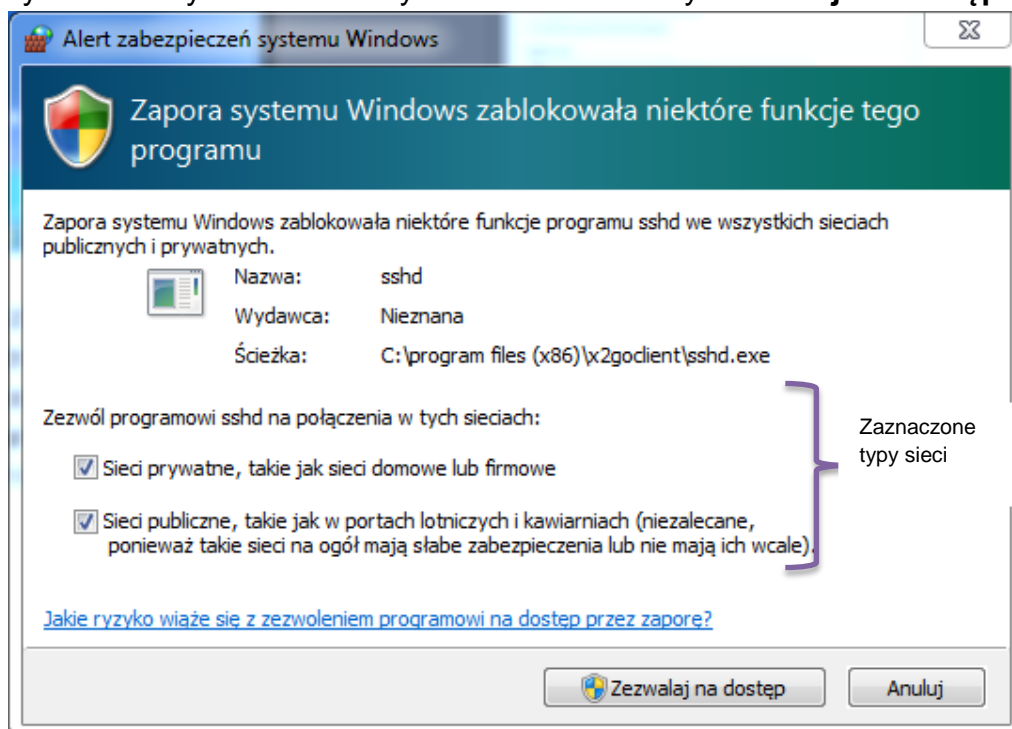 Alert zabezpieczeń systemu Windows
Zapora systemu Windows zablokowała niektóre funkcje tego
programu
Zapora systemu Windows zablokowała niektóre funkcje programu sshd we wszystkich sieciach
publicznych i prywatnych.
Nazwa: sshd
Wydawca: Nieznana
Ścieżka: C:\program files (x86)\x2goclient\sshd.exe
Zezwól programowi sshd na połączenia w tych sieciach:
Zaznaczone
typy sieci
Sieci prywatne, takie jak sieci domowe lub firmowe
Sieci publiczne, takie jak w portach lotniczych i kawiarniach (niezalecane,
ponieważ takie sieci na ogół mają słabe zabezpieczenia lub nie mają ich wcale).
Jakie ryzyko wiąże się z zezwoleniem programowi na dostęp przez zaporę?
Zezwalaj na dostęp
Anuluj